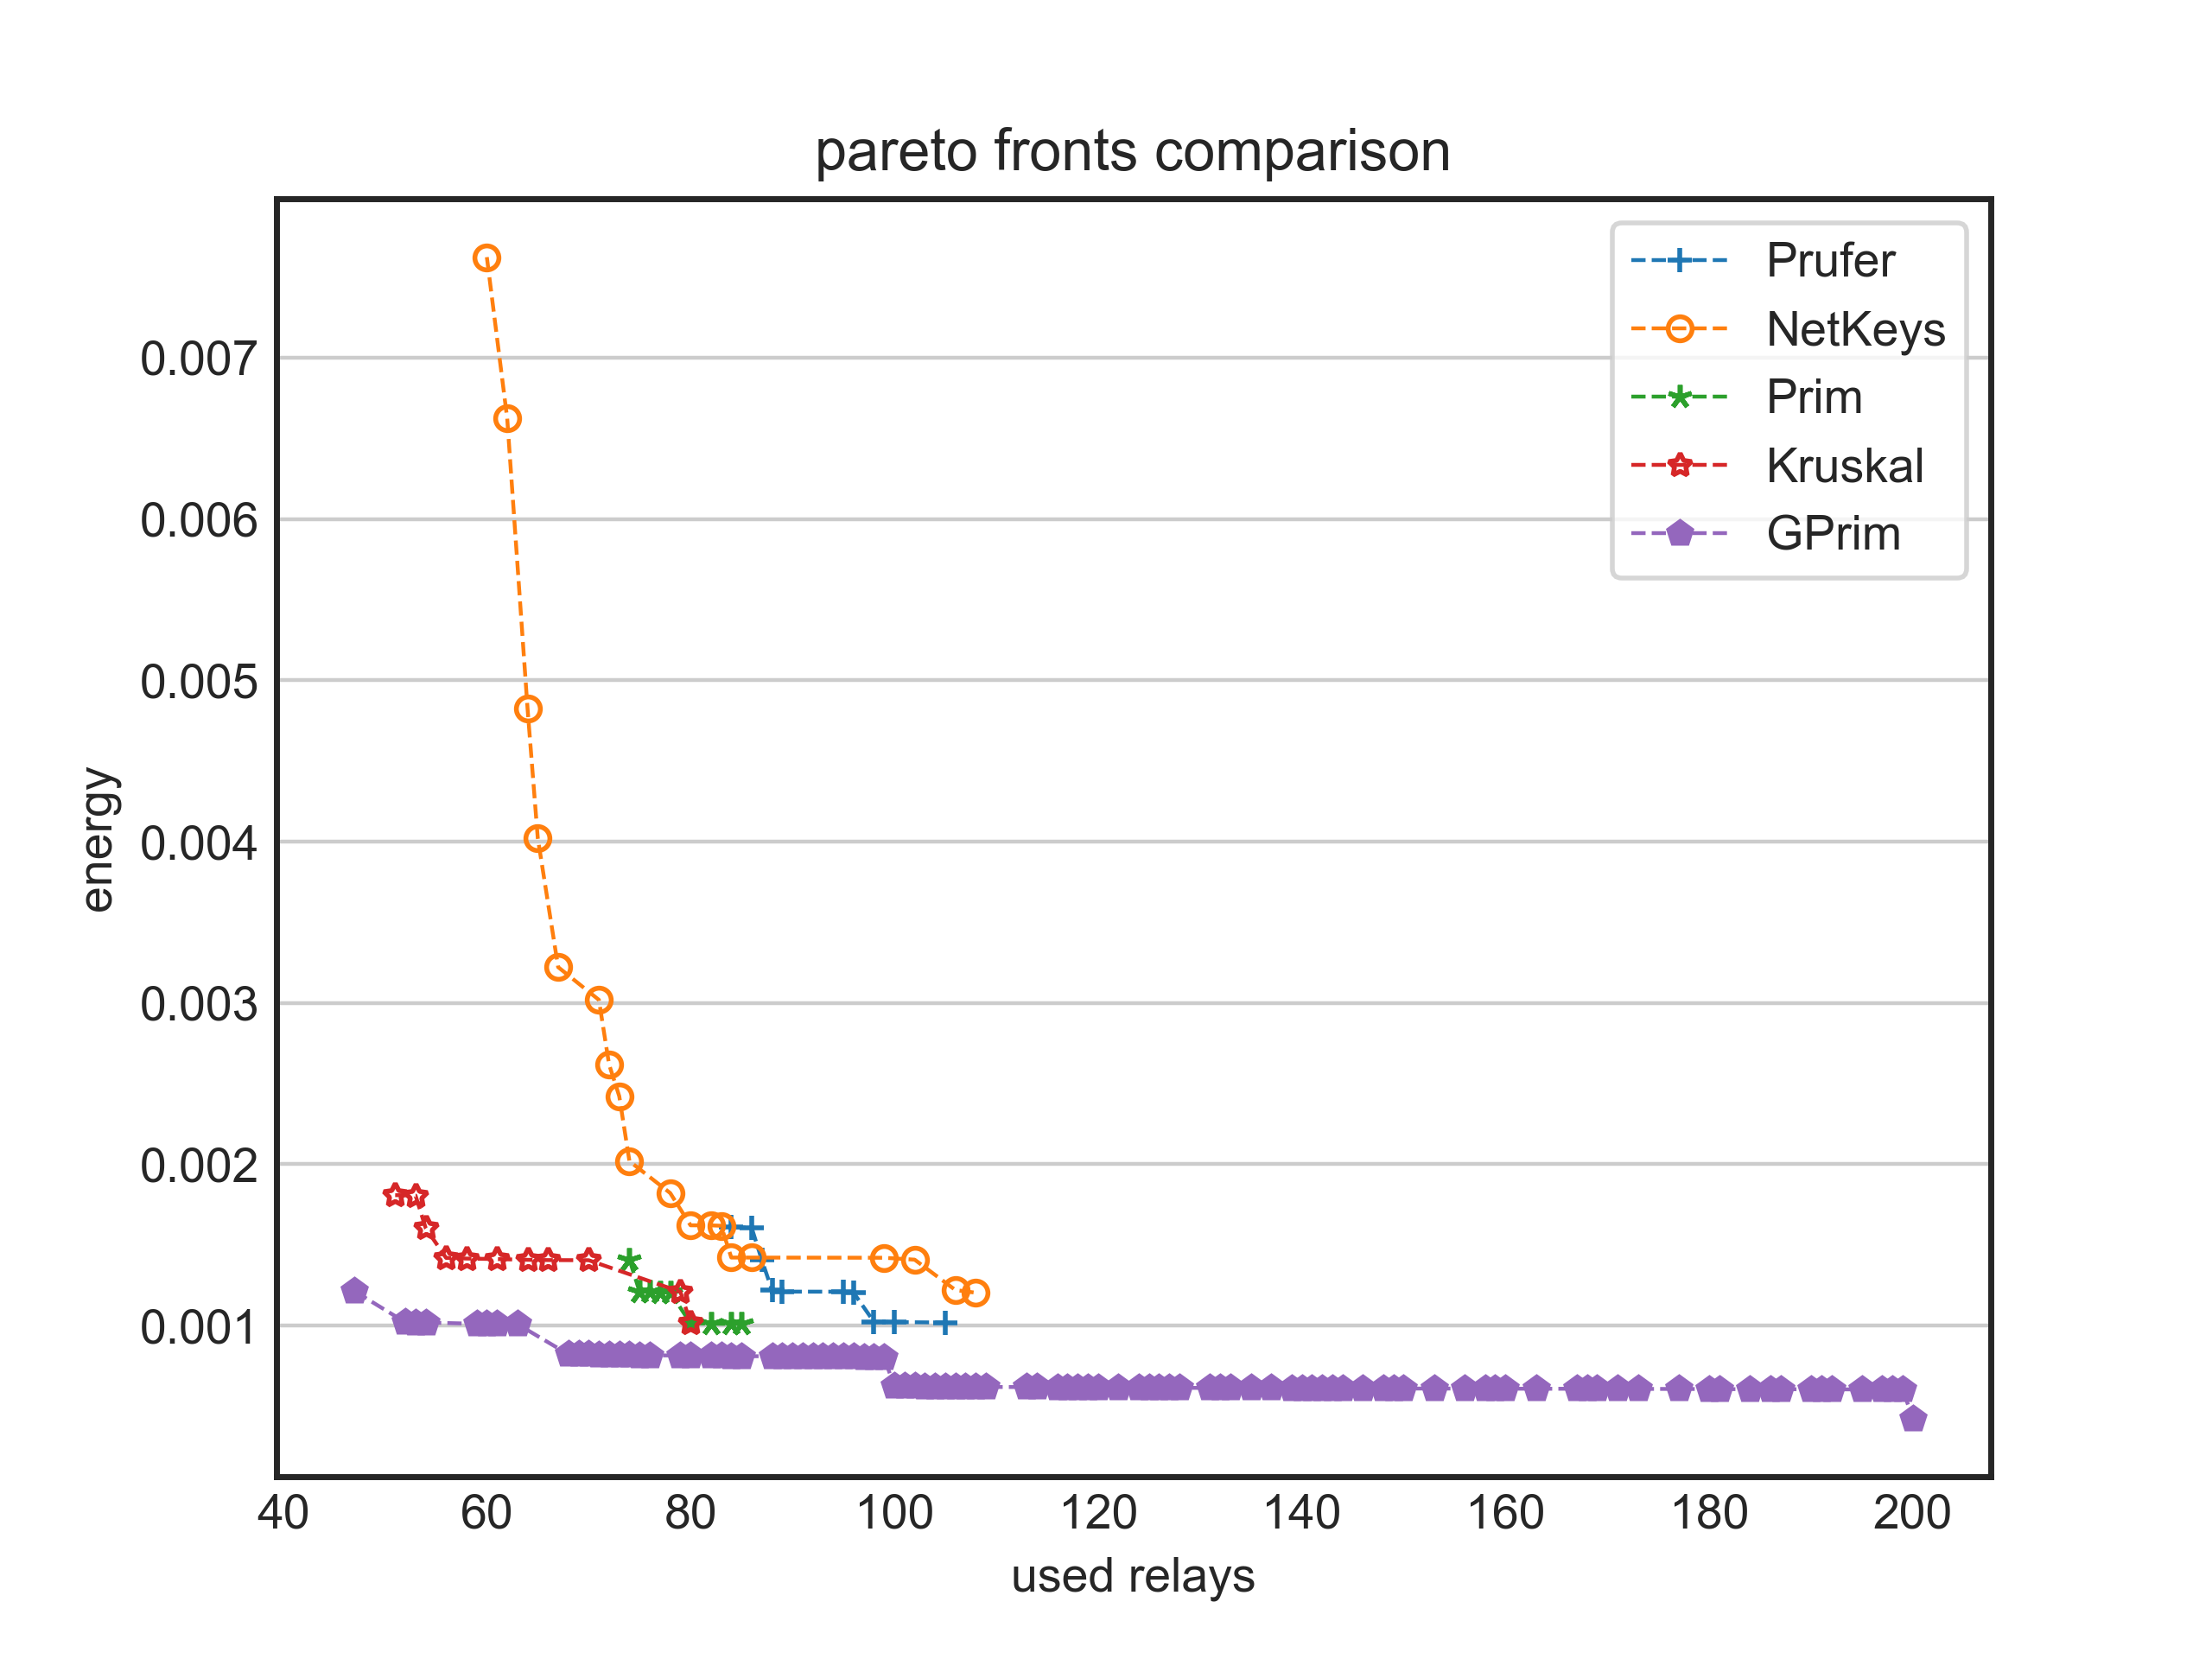 pareto fronts comparison
Prufer
NetKeys
Prim
Kruskal
GPrim
0.007
0.006
0.005
0.004
0.003
0.002
0.001
energy
40 60 80 100 120 140 160 180 200
used relays